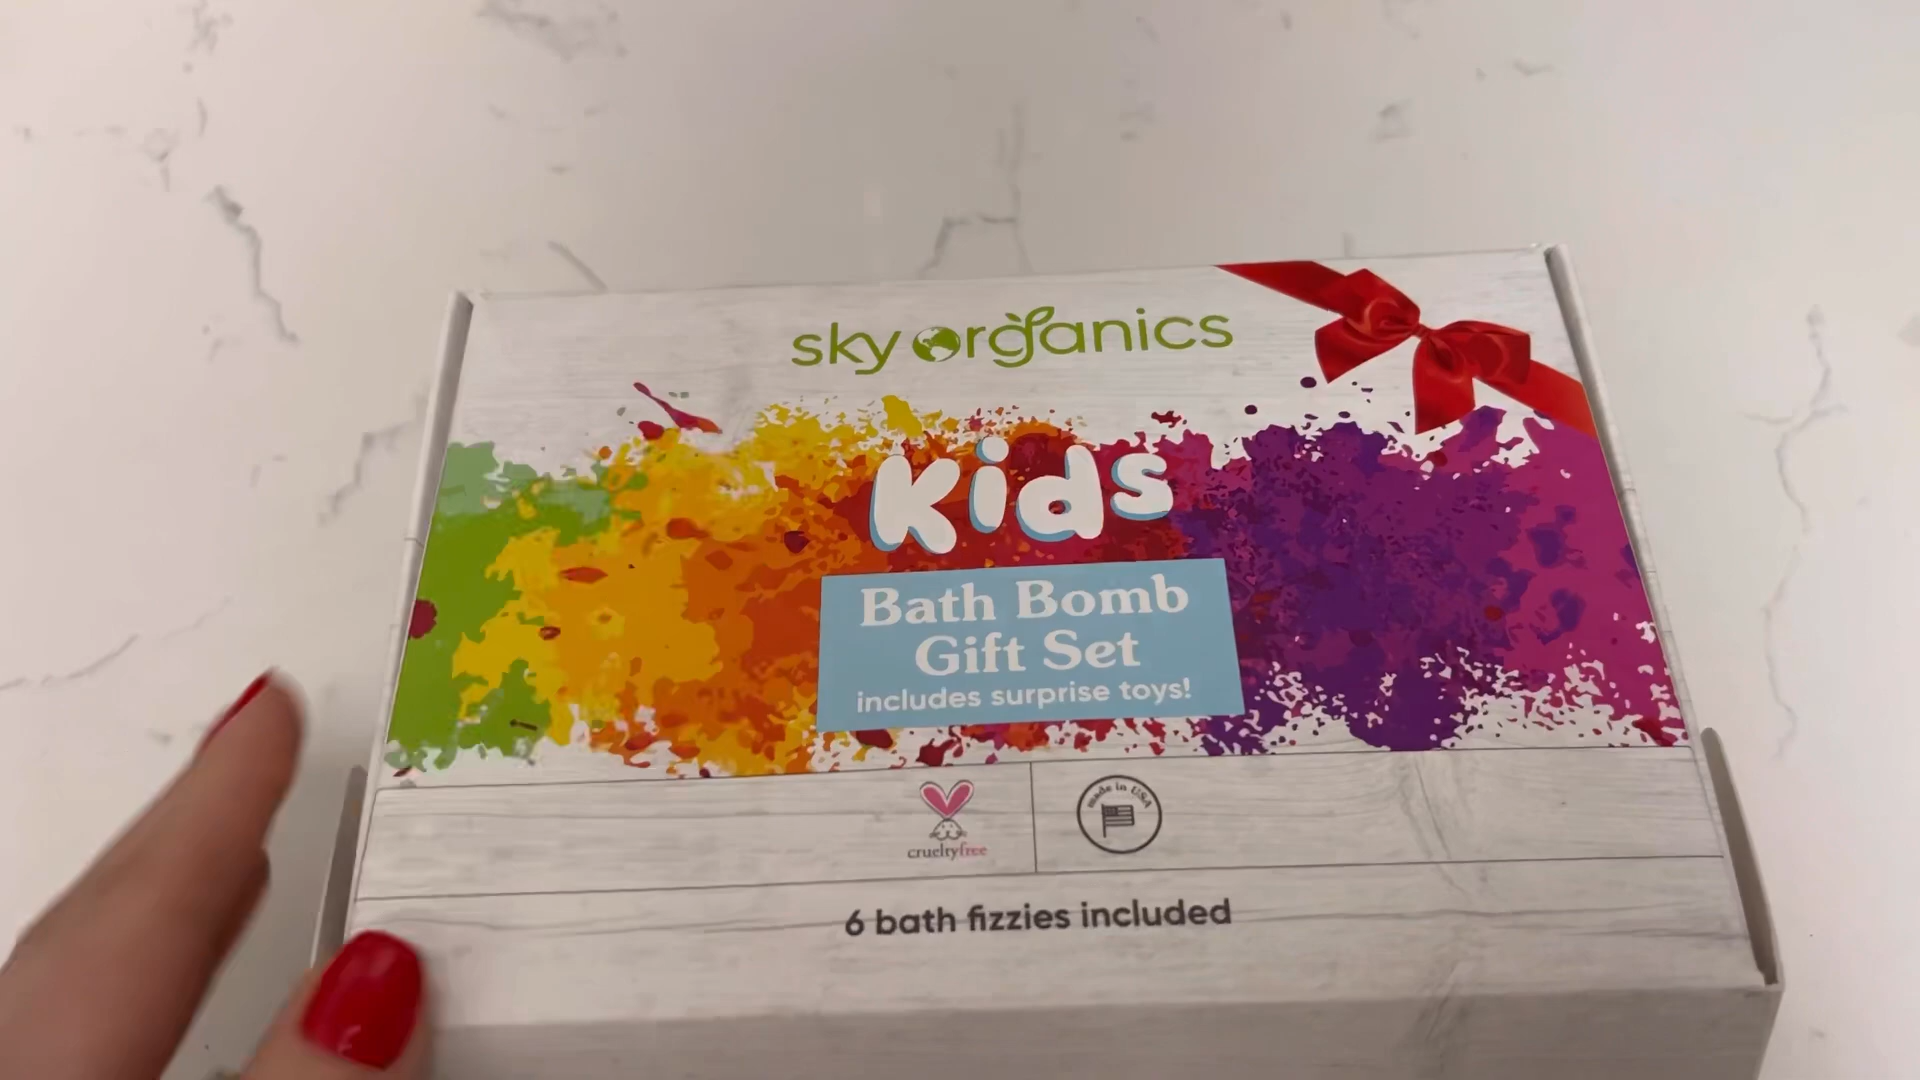 sky organics
kids
Bath Bomb
Gift Set
includes surprise toys!
crueltyfree
made in USA
6 bath fizzies included